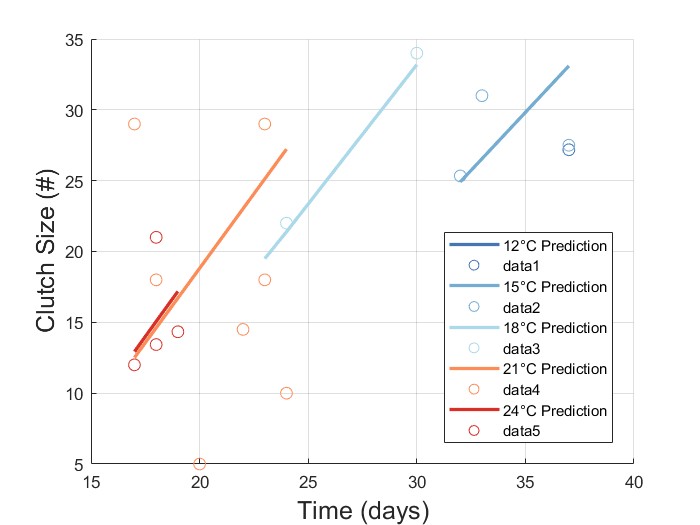 35
30
25
20
15
10
5
Clutch Size (#)
15
20
25
30
35
40
Time (days)
12°C Prediction
data1
15°C Prediction
data2
18°C Prediction
data3
21°C Prediction
data4
24°C Prediction
data5